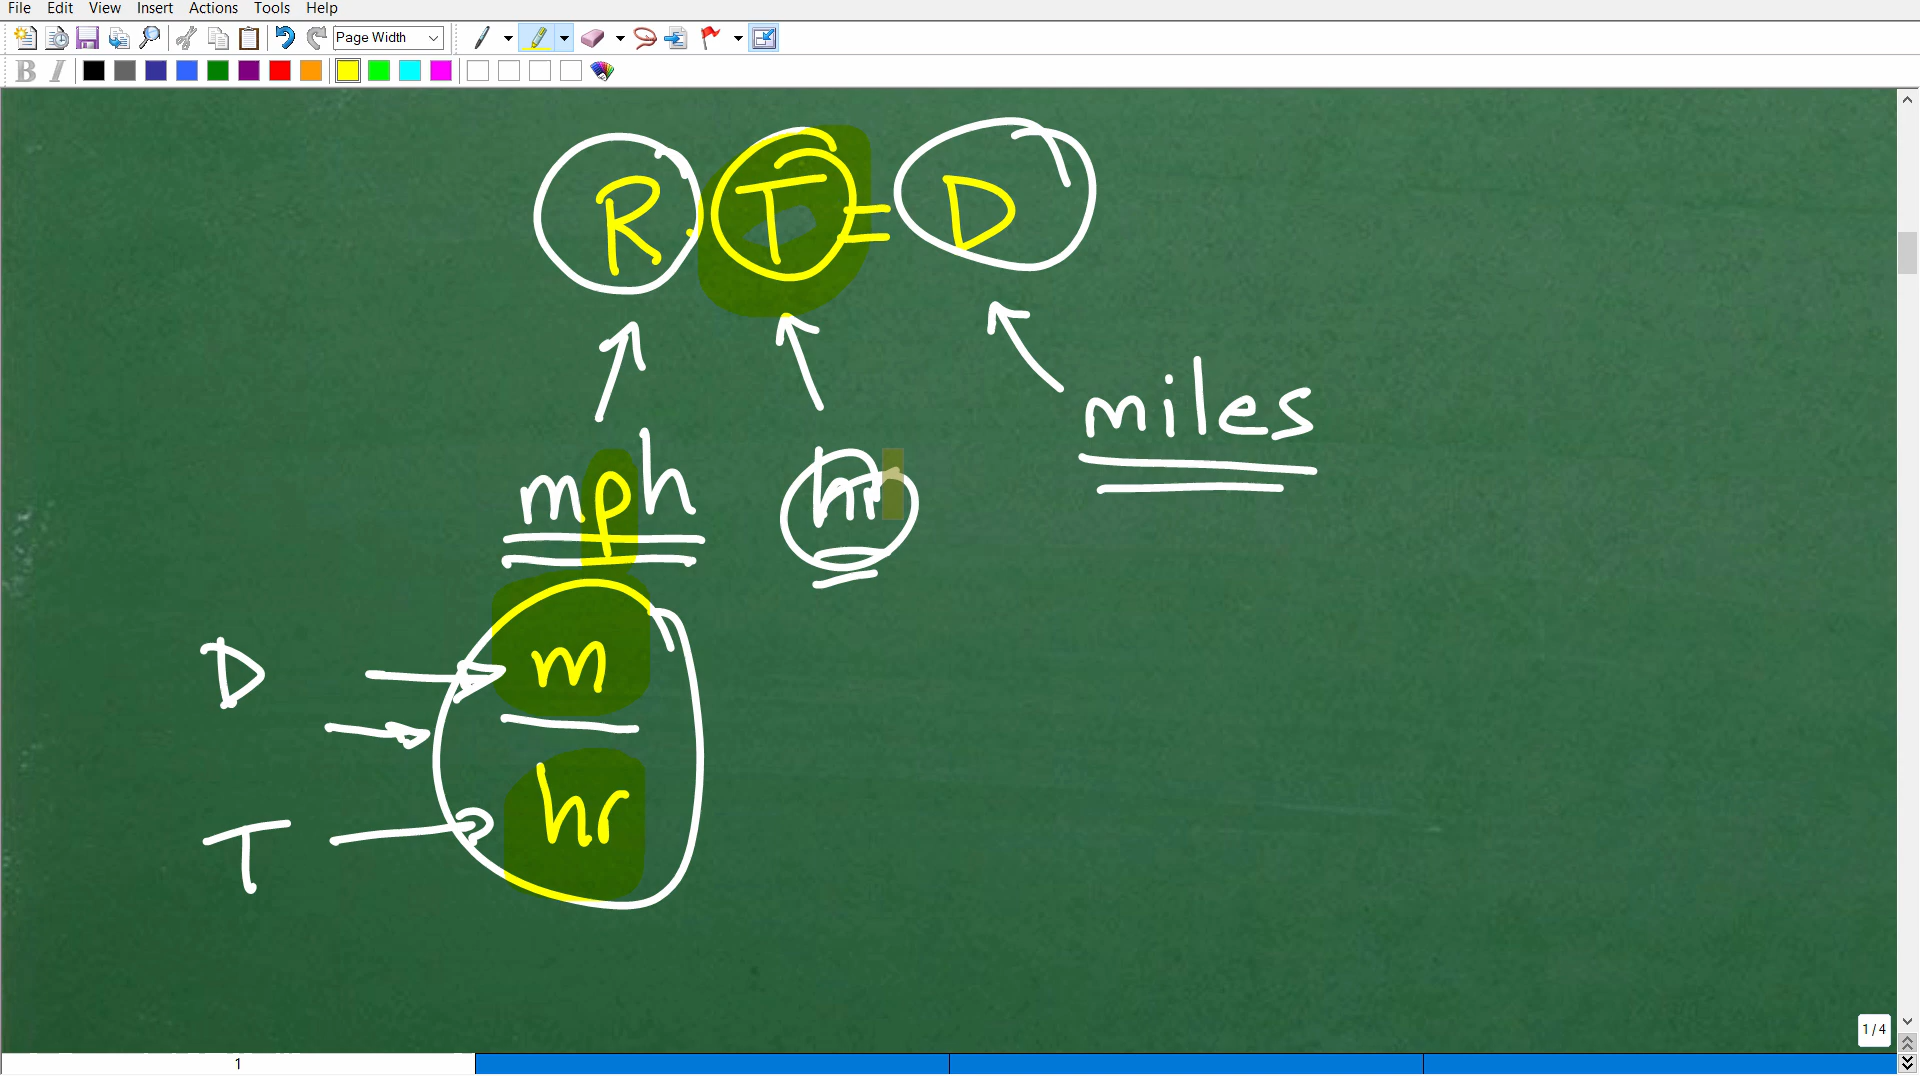 File Edit View Insert Actions Tools Help
Page Width
B I
R · T = D
miles
mph hr
D m
T hr
1 / 4
1